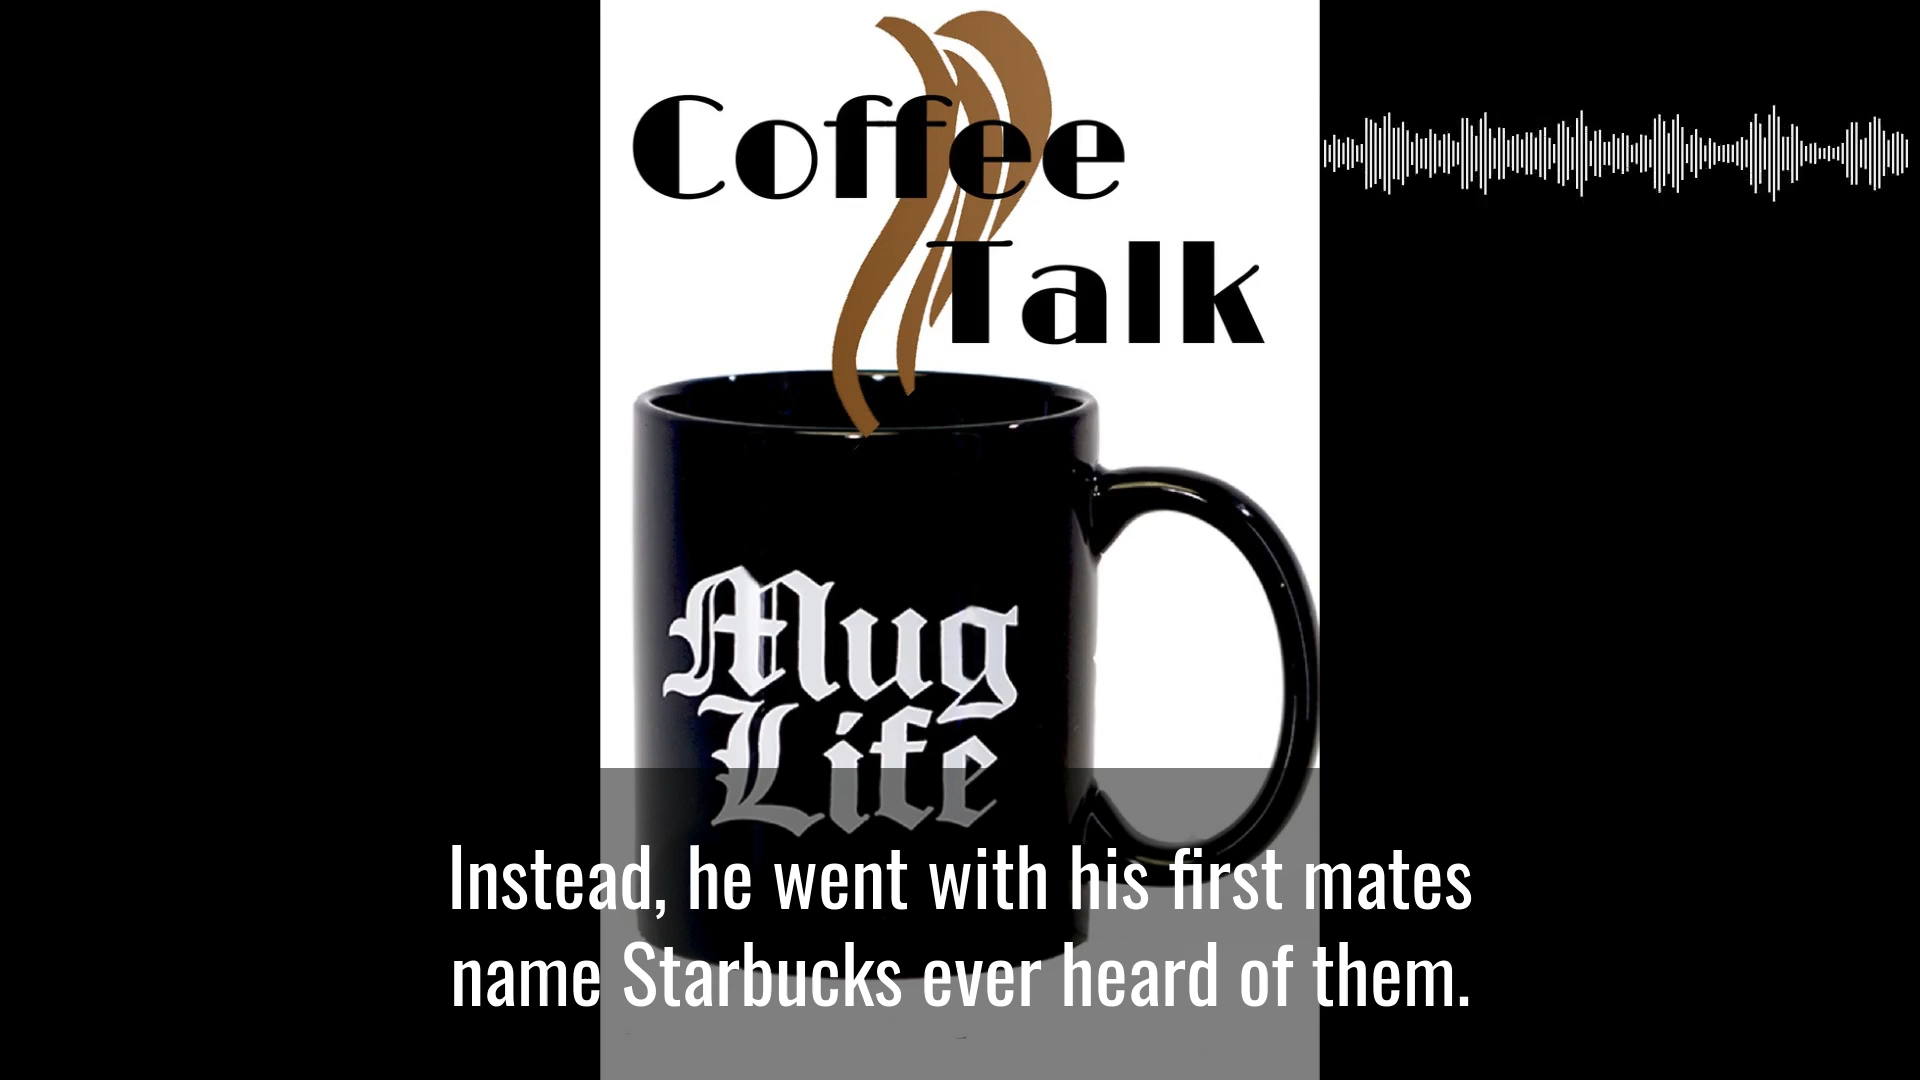 Coffee
Talk
Mug
Life
Instead, he went with his first mates
name Starbucks ever heard of them.